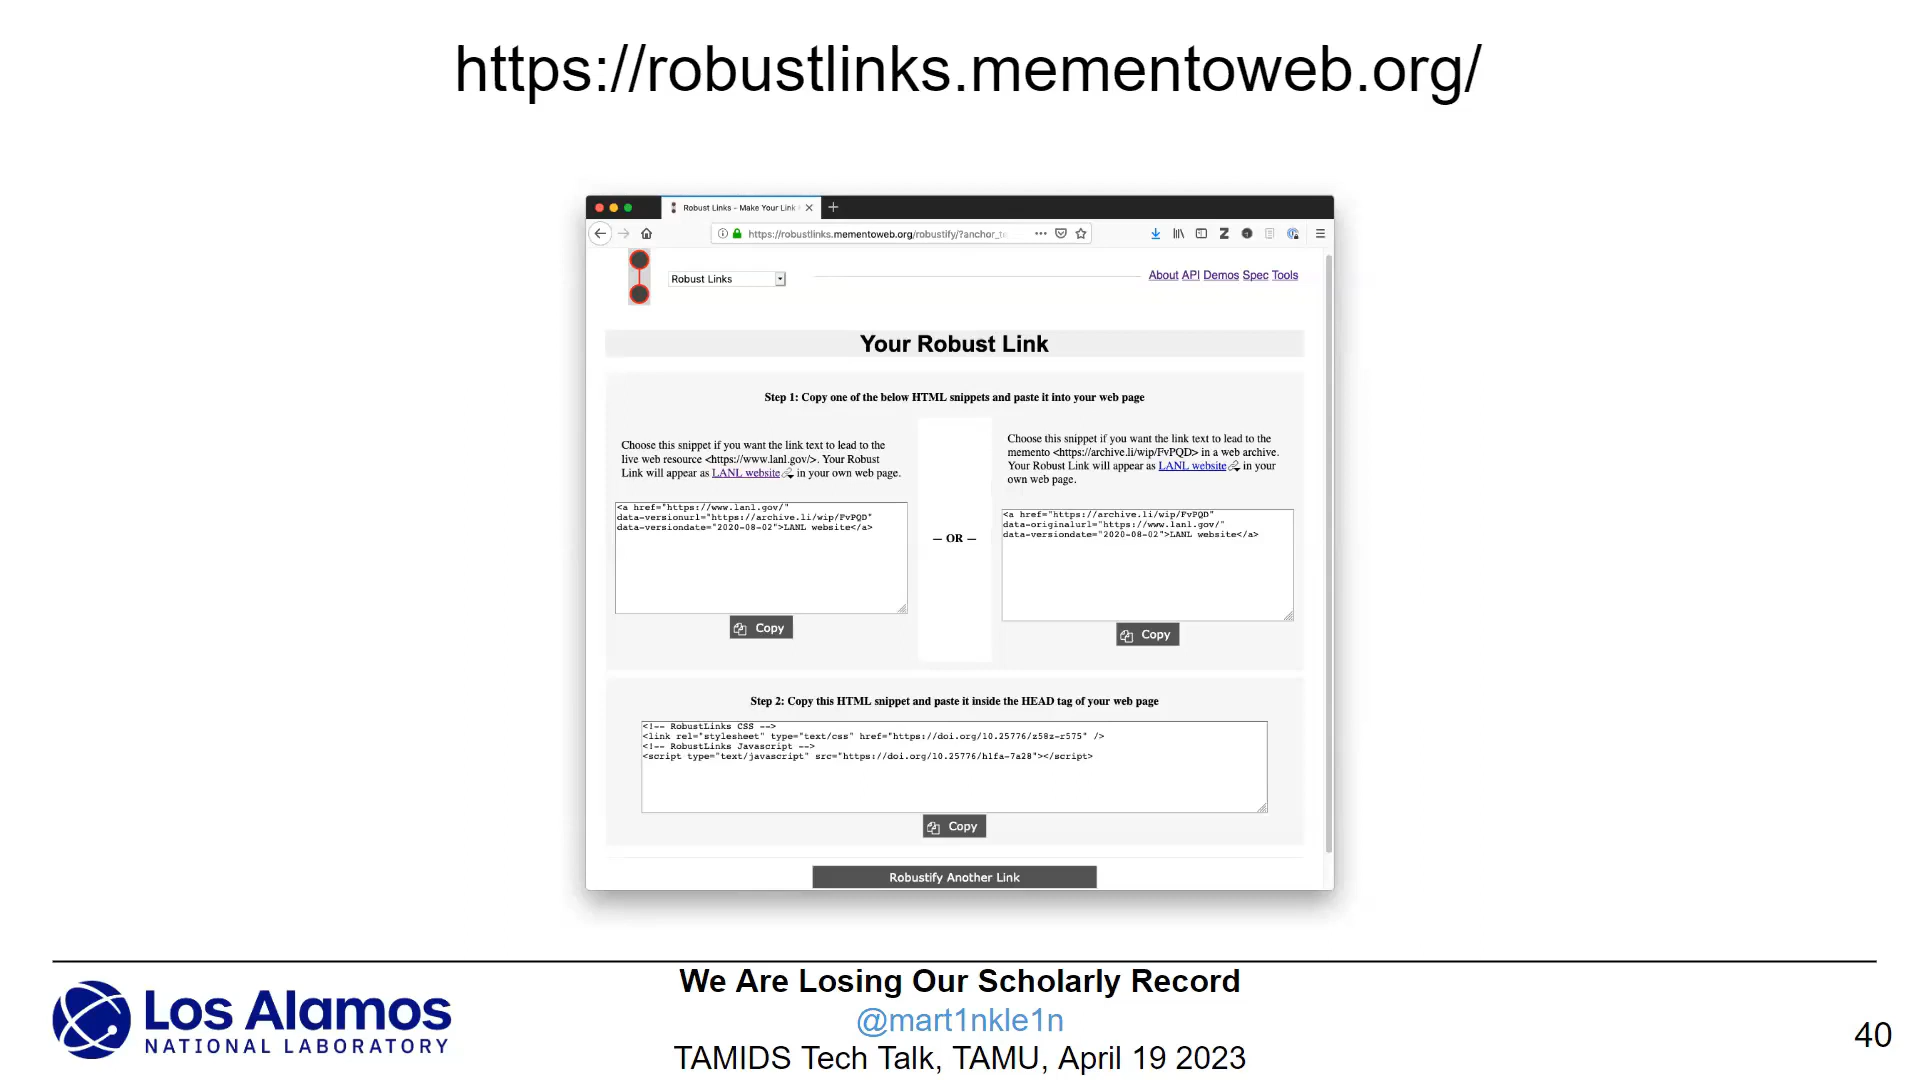 https://robustlinks.mementoweb.org/
Robust Links - Make Your Link
https://robustlinks.mementoweb.org/robustify/?anchor_t
Robust Links
About API Demos Spec Tools
Your Robust Link
Step 1: Copy one of the below HTML snippets and paste it into your web page
Choose this snippet if you want the link text to lead to the
live web resource <https://www.lanl.gov/>. Your Robust
Link will appear as LANL website in your own web page.
<a href="https://www.lanl.gov/"
data-versionurl="https://archive.li/wip/FvPQD"
data-versiondate="2020-08-02">LANL website</a>
Copy
— OR —
Choose this snippet if you want the link text to lead to the
memento <https://archive.li/wip/FvPQD> in a web archive.
Your Robust Link will appear as LANL website in your
own web page.
<a href="https://archive.li/wip/FvPQD"
data-originalurl="https://www.lanl.gov/"
data-versiondate="2020-08-02">LANL website</a>
Copy
Step 2: Copy this HTML snippet and paste it inside the HEAD tag of your web page
<!-- RobustLinks CSS -->
<link rel="stylesheet" type="text/css" href="https://doi.org/10.25776/z58z-r575" />
<!-- RobustLinks Javascript -->
<script type="text/javascript" src="https://doi.org/10.25776/h1fa-7a28"></script>
Copy
Robustify Another Link
Los Alamos
NATIONAL LABORATORY
We Are Losing Our Scholarly Record
@mart1nkle1n
TAMIDS Tech Talk, TAMU, April 19 2023
40